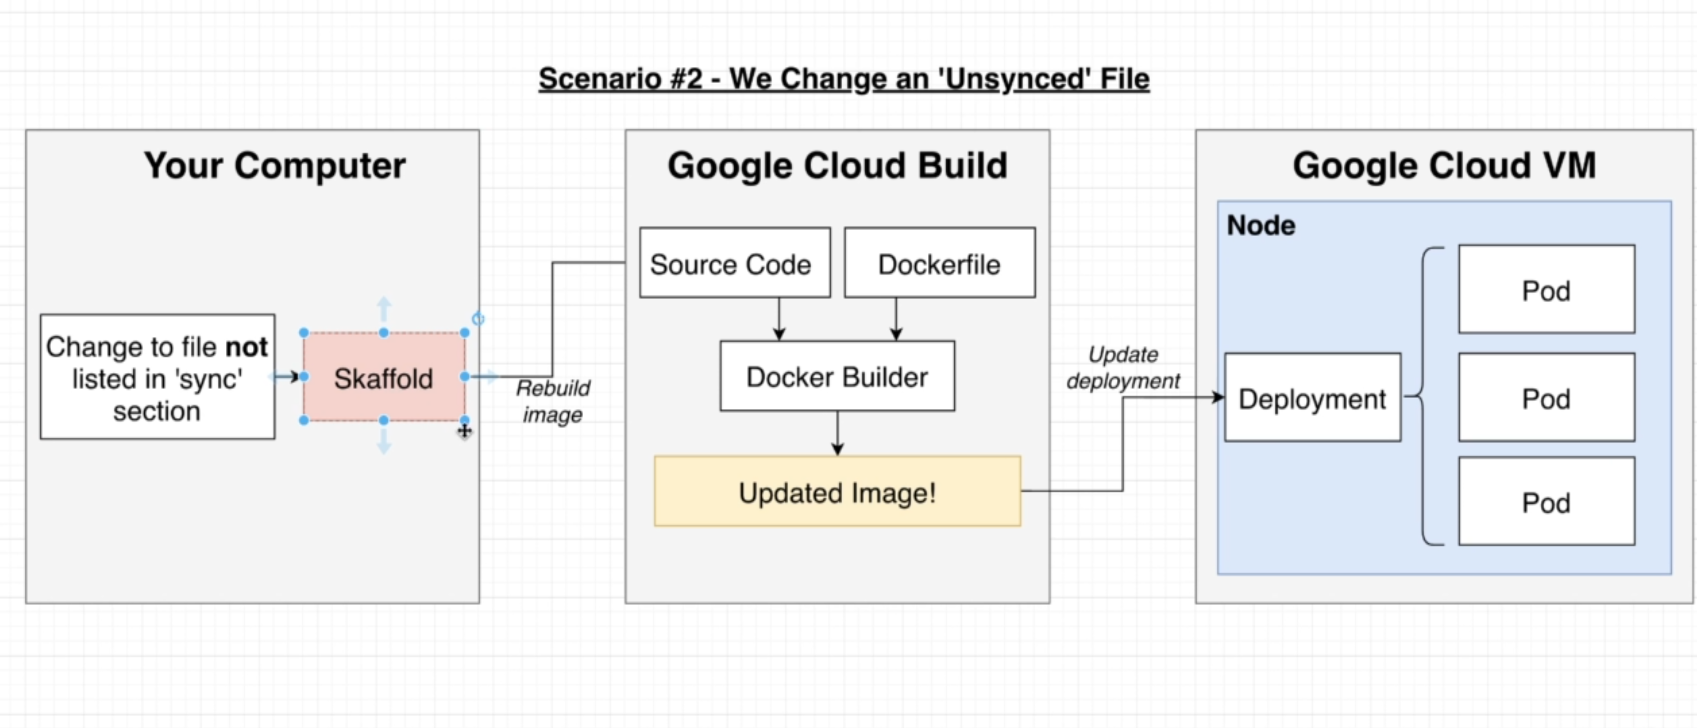 Scenario #2 - We Change an 'Unsynced' File
Your Computer
Change to file not
listed in 'sync'
section
Skaffold
Rebuild
image
Google Cloud Build
Source Code
Dockerfile
Docker Builder
Updated Image!
Update
deployment
Google Cloud VM
Node
Deployment
Pod
Pod
Pod